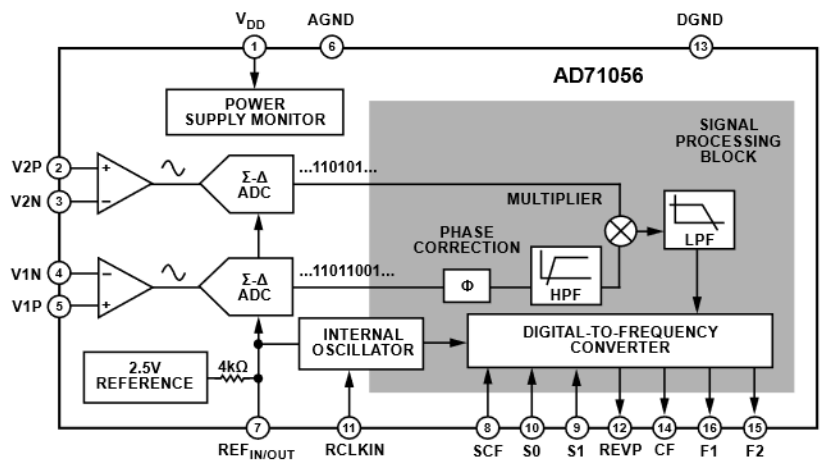 VDD
AGND
DGND
1
6
13
AD71056
POWER
SUPPLY MONITOR
SIGNAL
PROCESSING
BLOCK
V2P
2
+
Σ-Δ
ADC
...110101...
V2N
3
–
MULTIPLIER
LPF
PHASE
CORRECTION
V1N
4
–
Σ-Δ
ADC
...11011001...
Φ
HPF
V1P
5
+
INTERNAL
OSCILLATOR
DIGITAL-TO-FREQUENCY
CONVERTER
2.5V
REFERENCE
4kΩ
7
11
8
10
9
12
14
16
15
REFIN/OUT
RCLKIN
SCF
S0
S1
REVP
CF
F1
F2